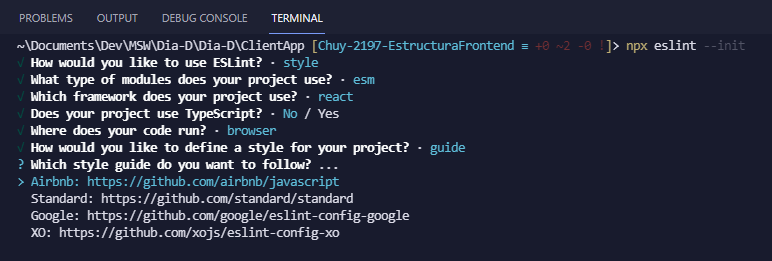 PROBLEMS OUTPUT DEBUG CONSOLE TERMINAL
~\Documents\Dev\MSW\Dia-D\Dia-D\ClientApp [Chuy-2197-EstructuraFrontend ≡ +0 ~2 -0 !]> npx eslint --init
√ How would you like to use ESLint? · style
√ What type of modules does your project use? · esm
√ Which framework does your project use? · react
√ Does your project use TypeScript? · No / Yes
√ Where does your code run? · browser
√ How would you like to define a style for your project? · guide
? Which style guide do you want to follow? ...
> Airbnb: https://github.com/airbnb/javascript
Standard: https://github.com/standard/standard
Google: https://github.com/google/eslint-config-google
XO: https://github.com/xojs/eslint-config-xo